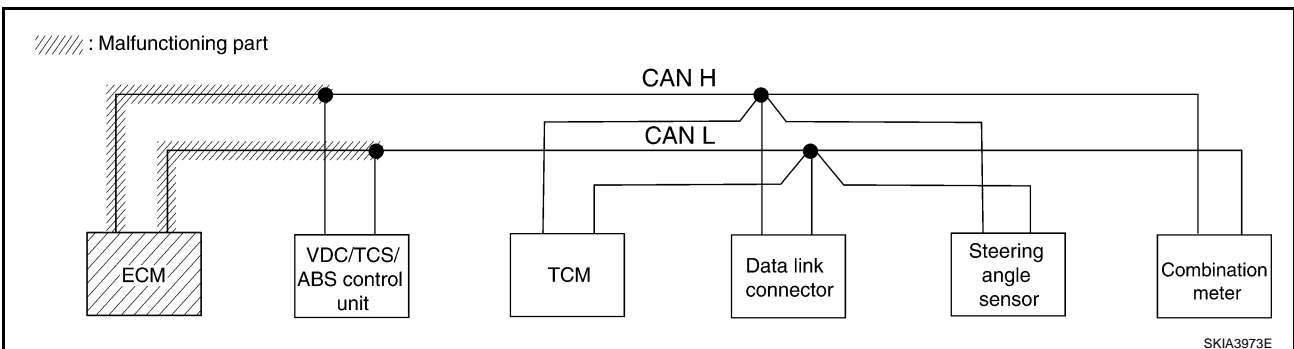 : Malfunctioning part
CAN H
CAN L
ECM
VDC/TCS/
ABS control
unit
TCM
Data link
connector
Steering
angle
sensor
Combination
meter
SKIA3973E